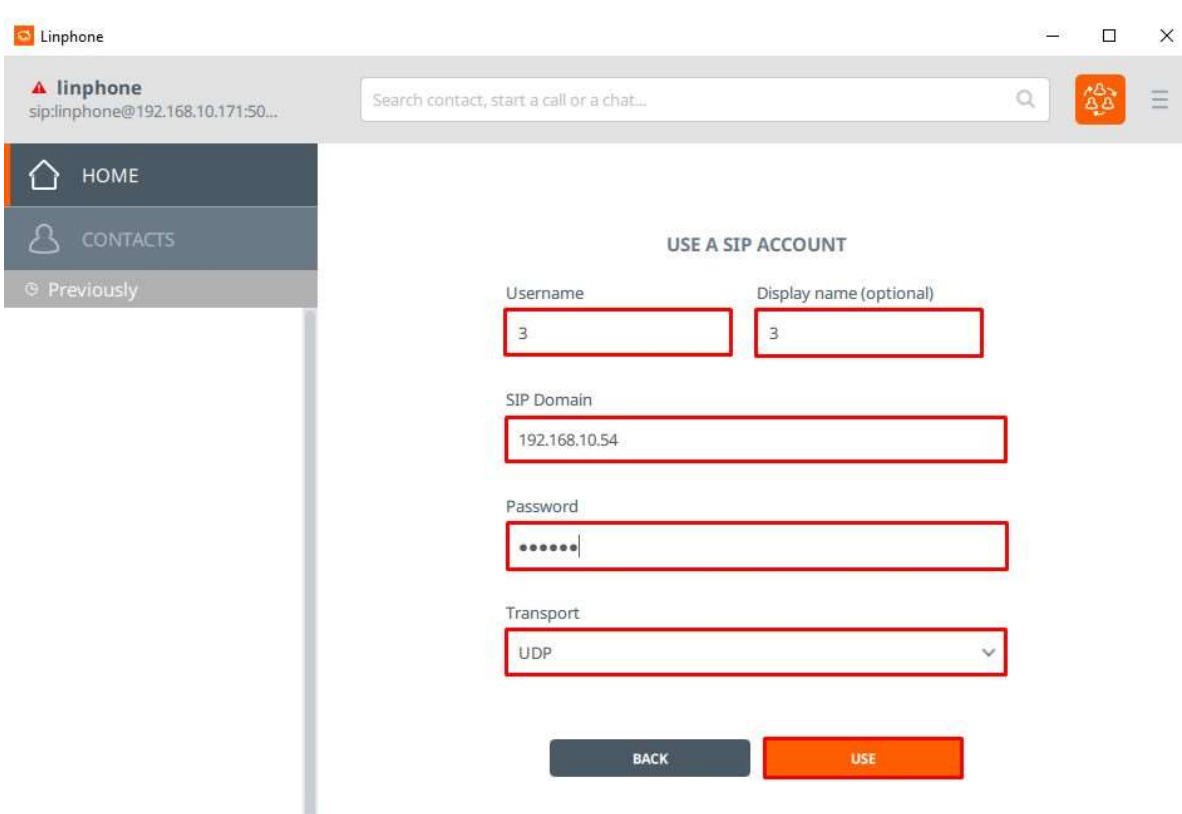 Linphone
linphone
sip:linphone@192.168.10.171:50...
Search contact, start a call or a chat...
HOME
CONTACTS
Previously
USE A SIP ACCOUNT
Username
Display name (optional)
3
3
SIP Domain
192.168.10.54
Password
••••••
Transport
UDP
BACK
USE